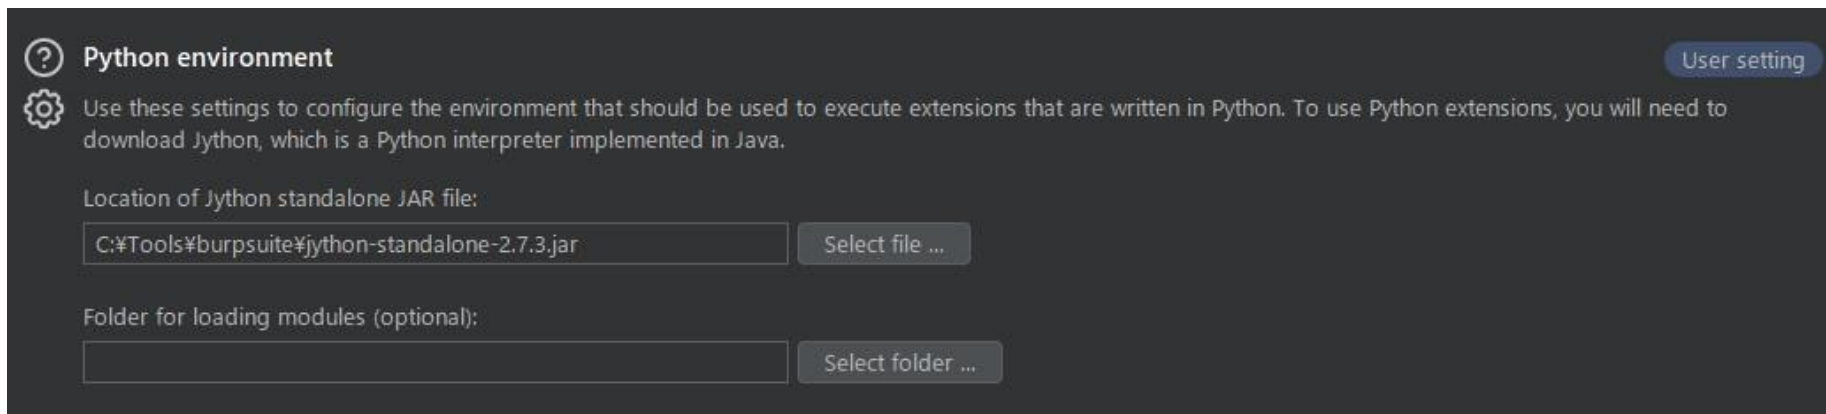 Python environment
User setting
Use these settings to configure the environment that should be used to execute extensions that are written in Python. To use Python extensions, you will need to
download Jython, which is a Python interpreter implemented in Java.
Location of Jython standalone JAR file:
C:¥Tools¥burpsuite¥jython-standalone-2.7.3.jar
Select file ...
Folder for loading modules (optional):
Select folder ...